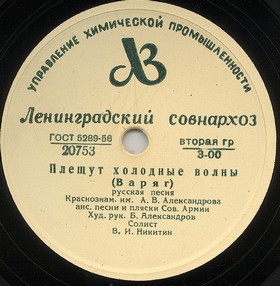 УПРАВЛЕНИЕ ХИМИЧЕСКОЙ ПРОМЫШЛЕННОСТИ
АЗ
Ленинградский совнархоз
ГОСТ 5289-56
20753
вторая гр
3-00
Плещут холодные волны
(Варяг)
русская песня
Краснознам. им. А. В. Александрова
анс. песни и пляски Сов. Армии
Худ. рук. Б. Александров
Солист
В. И. Никитин